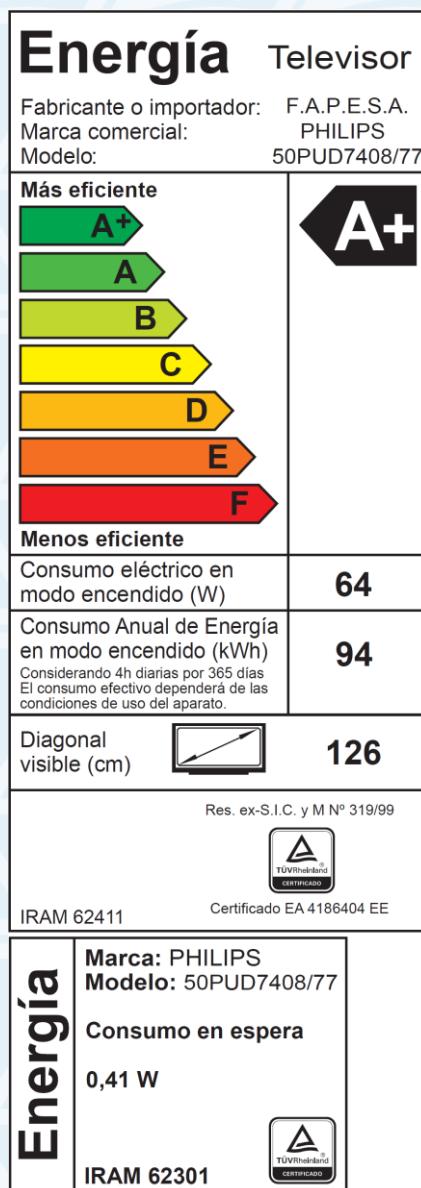 Energía Televisor
Fabricante o importador: F.A.P.E.S.A.
Marca comercial: PHILIPS
Modelo: 50PUD7408/77
Más eficiente
A+
A+
A
B
C
D
E
F
Menos eficiente
Consumo eléctrico en
modo encendido (W)
64
Consumo Anual de Energía
en modo encendido (kWh)
94
Considerando 4h diarias por 365 días
El consumo efectivo dependerá de las
condiciones de uso del aparato.
Diagonal
visible (cm)
126
Res. ex-S.I.C. y M Nº 319/99
TÜVRheinland
CERTIFICADO
IRAM 62411
Certificado EA 4186404 EE
Energía
Marca: PHILIPS
Modelo: 50PUD7408/77
Consumo en espera
0,41 W
TÜVRheinland
CERTIFICADO
IRAM 62301